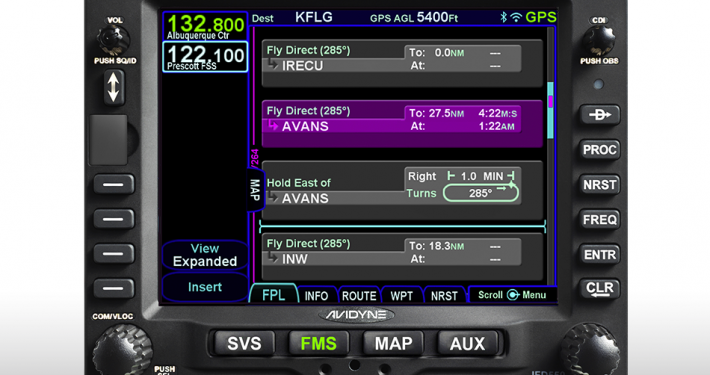 VOL
PUSH SQ/ID
132.800
Albuquerque Ctr
122.100
Prescott FSS
Dest KFLG GPS AGL 5400Ft GPS
CDI
PUSH OBS
Fly Direct (285°) To: 0.0NM ---
IRECU At: ---
Fly Direct (285°) To: 27.5NM 4:22M:S
AVANS At: 1:22AM
/264
MAP
Hold East of
AVANS
Right 1.0 MIN
Turns 285°
Fly Direct (285°) To: 18.3NM ---
INW At: ---
View
Expanded
Insert
FPL INFO ROUTE WPT NRST Scroll Menu
D
PROC
NRST
FREQ
ENTR
CLR
COM/VLOC
PUSH
AVIDYNE
SVS FMS MAP AUX